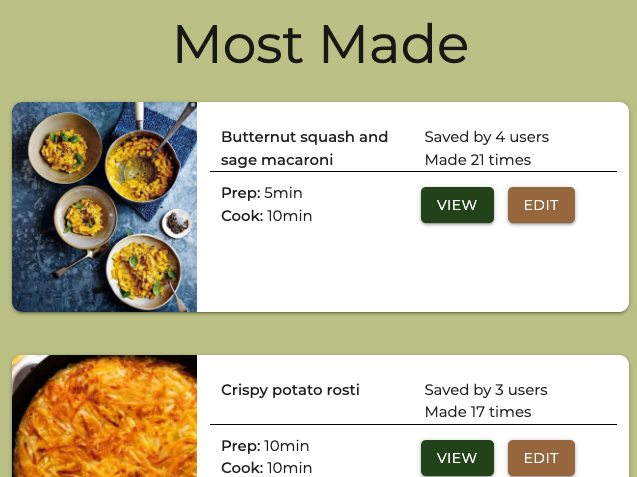 Most Made
Butternut squash and
sage macaroni
Saved by 4 users
Made 21 times
Prep: 5min
Cook: 10min
VIEW
EDIT
Crispy potato rosti
Saved by 3 users
Made 17 times
Prep: 10min
Cook: 10min
VIEW
EDIT